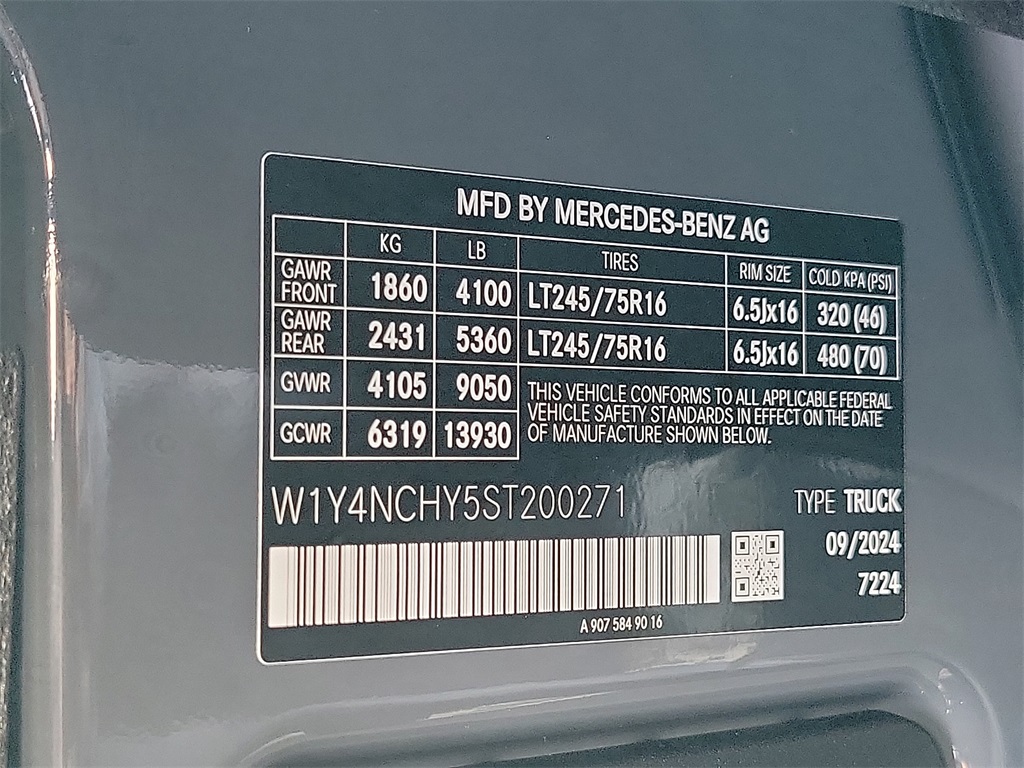 MFD BY MERCEDES-BENZ AG
KG LB TIRES RIM SIZE COLD KPA (PSI)
GAWR FRONT 1860 4100 LT245/75R16 6.5Jx16 320 (46)
GAWR REAR 2431 5360 LT245/75R16 6.5Jx16 480 (70)
GVWR 4105 9050
GCWR 6319 13930
THIS VEHICLE CONFORMS TO ALL APPLICABLE FEDERAL
VEHICLE SAFETY STANDARDS IN EFFECT ON THE DATE
OF MANUFACTURE SHOWN BELOW.
W1Y4NCHY5ST200271
TYPE TRUCK
09/2024
7224
A 907 584 90 16